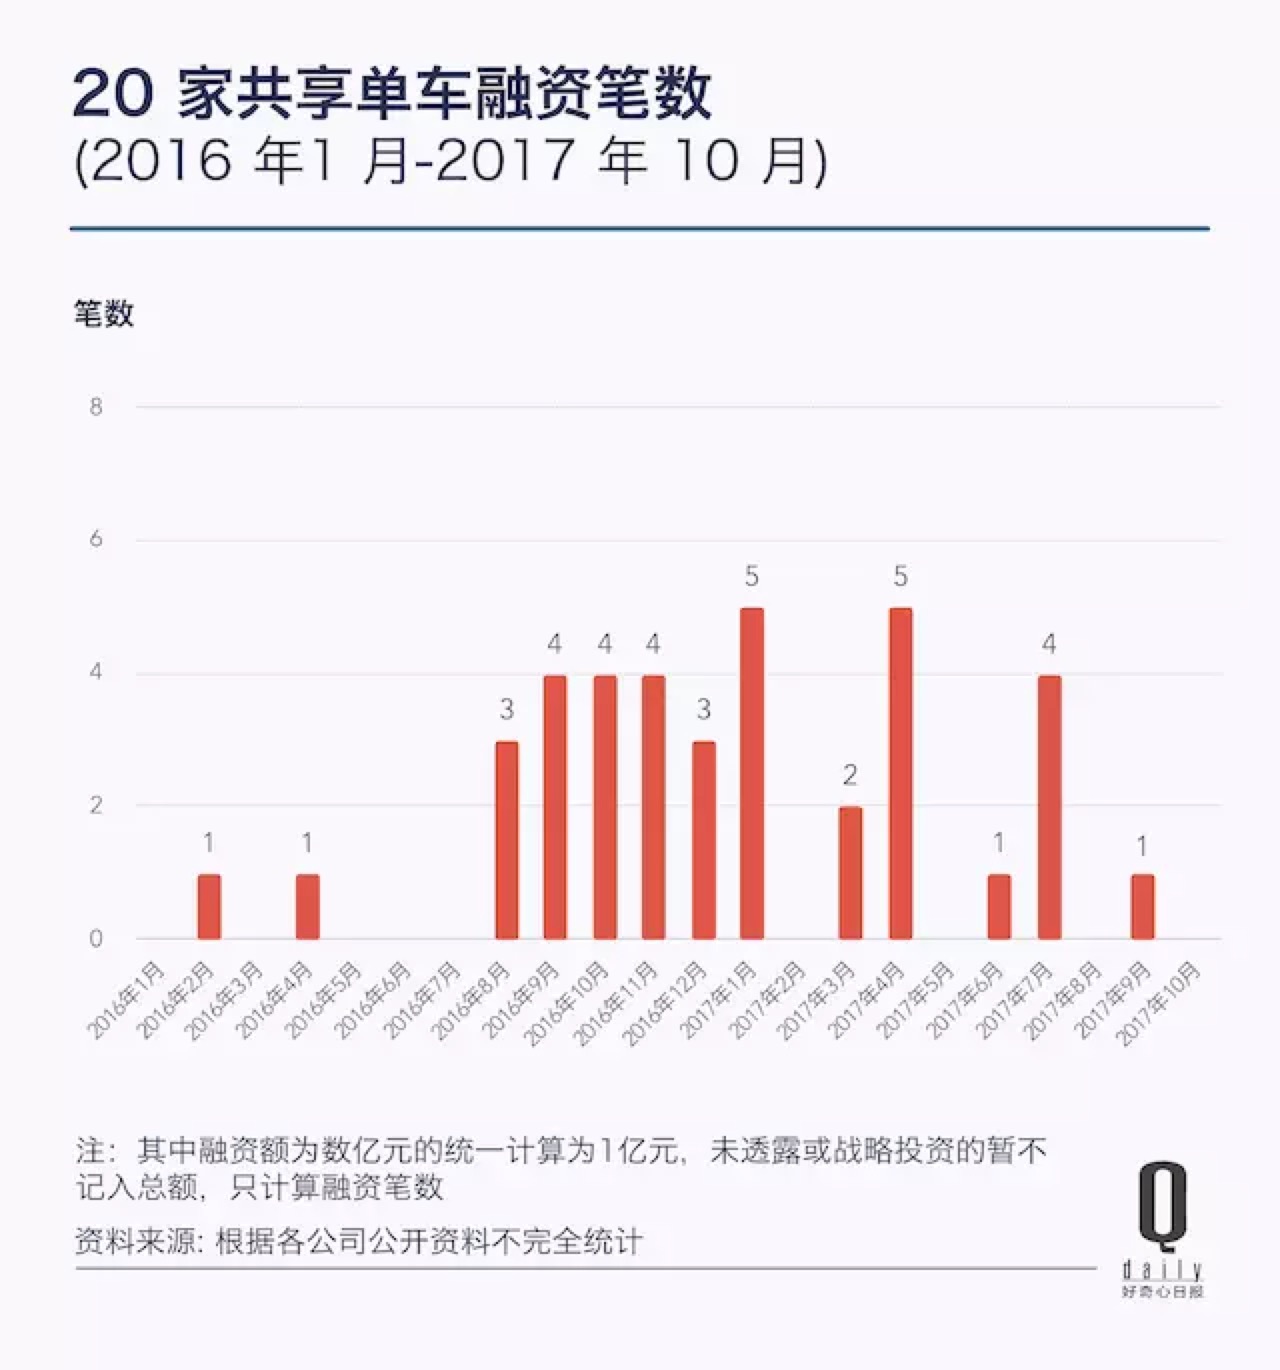 20 家共享单车融资笔数
(2016 年1 月-2017 年 10 月)
笔数
8
6
4
2
0
1
1
3
4
4
4
3
5
2
5
1
4
1
2016年1月
2016年2月
2016年3月
2016年4月
2016年5月
2016年6月
2016年7月
2016年8月
2016年9月
2016年10月
2016年11月
2016年12月
2017年1月
2017年2月
2017年3月
2017年4月
2017年5月
2017年6月
2017年7月
2017年8月
2017年9月
2017年10月
注：其中融资额为数亿元的统一计算为1亿元，未透露或战略投资的暂不
记入总额，只计算融资笔数
资料来源: 根据各公司公开资料不完全统计
Q
daily
好奇心日报